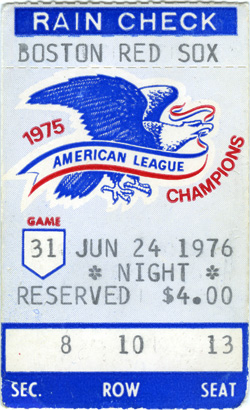 RAIN CHECK
BOSTON RED SOX
1975
AMERICAN LEAGUE
CHAMPIONS
GAME
31 JUN 24 1976
* NIGHT *
RESERVED $4.00
8 10 13
SEC. ROW SEAT